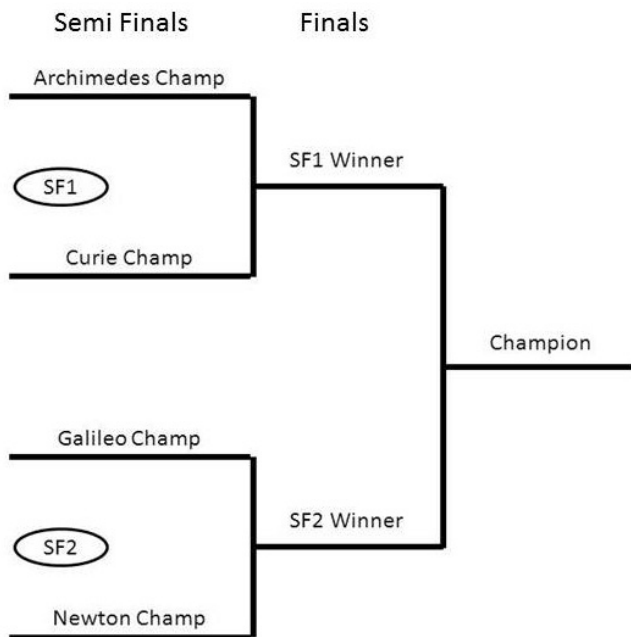 Semi Finals
Finals
Archimedes Champ
SF1
SF1 Winner
Curie Champ
Champion
Galileo Champ
SF2
SF2 Winner
Newton Champ